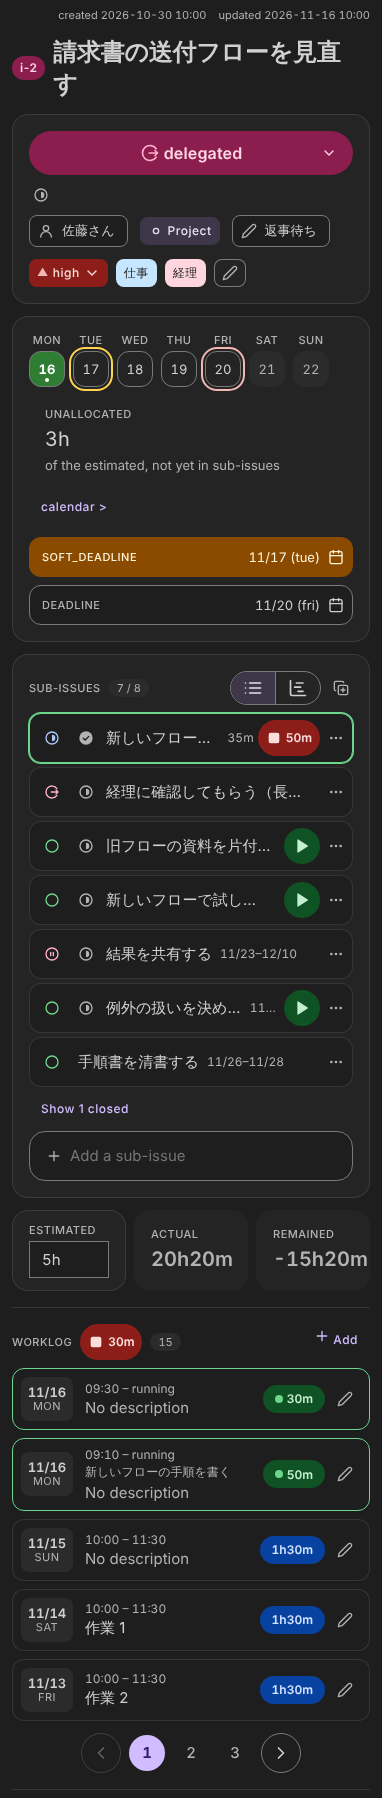 created 2026-10-30 10:00 updated 2026-11-16 10:00
i-2 請求書の送付フローを見直
す
delegated
佐藤さん Project 返事待ち
high 仕事 経理
MON TUE WED THU FRI SAT SUN
16 17 18 19 20 21 22
UNALLOCATED
3h
of the estimated, not yet in sub-issues
calendar >
SOFT_DEADLINE 11/17 (tue)
DEADLINE 11/20 (fri)
SUB-ISSUES 7 / 8
新しいフロー… 35m 50m
経理に確認してもらう（長…
旧フローの資料を片付…
新しいフローで試し…
結果を共有する 11/23–12/10
例外の扱いを決め… 11…
手順書を清書する 11/26–11/28
Show 1 closed
+ Add a sub-issue
ESTIMATED ACTUAL REMAINED
5h 20h20m -15h20m
WORKLOG 30m 15 + Add
11/16 MON 09:30 – running
No description 30m
11/16 MON 09:10 – running
新しいフローの手順を書く
No description 50m
11/15 SUN 10:00 – 11:30
No description 1h30m
11/14 SAT 10:00 – 11:30
作業 1 1h30m
11/13 FRI 10:00 – 11:30
作業 2 1h30m
1 2 3